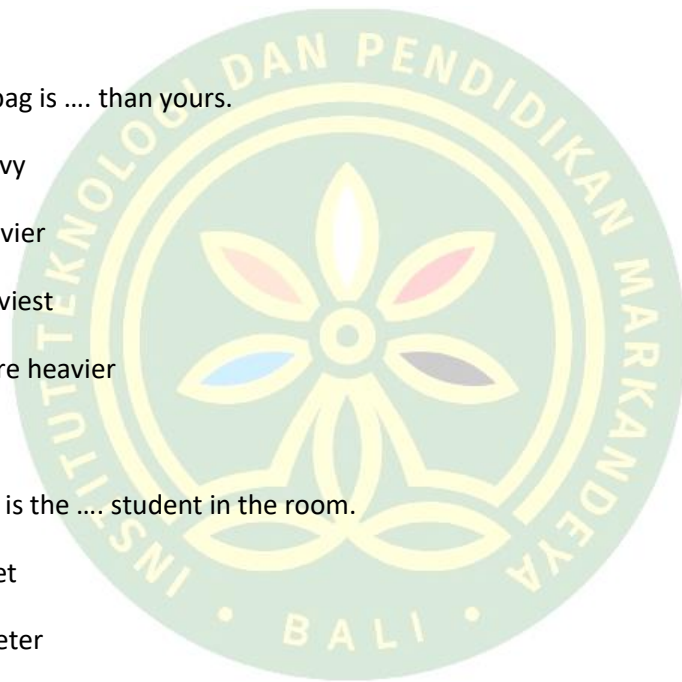 INSTITUT TEKNOLOGI DAN PENDIDIKAN MARKANDEYA
• BALI •
bag is .... than yours.
vy
vier
viest
re heavier
is the .... student in the room.
et
eter